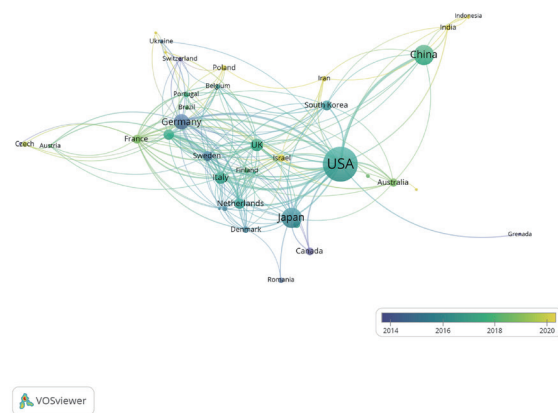 Indonesia
India
Ukraine
China
Switzerland
Poland
Iran
Belgium
Portugal
South Korea
Brazil
Germany
France
Czech
Austria
UK
Sweden
Israel
USA
Finland
Italy
Australia
Netherlands
Japan
Denmark
Grenada
Canada
Romania
2014 2016 2018 2020
VOSviewer